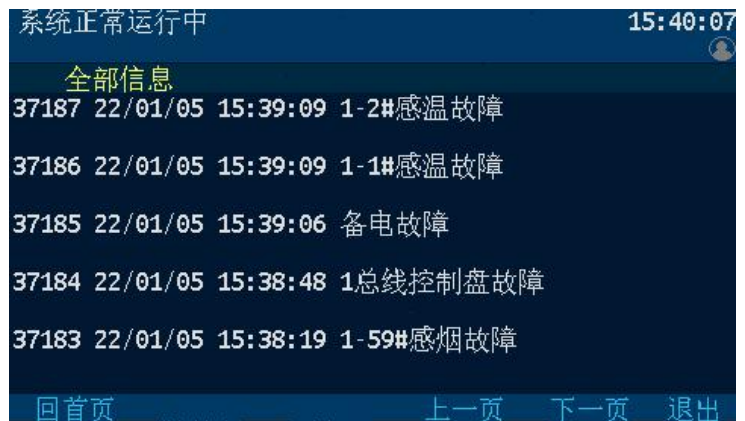 系统正常运行中 15:40:07
全部信息
37187 22/01/05 15:39:09 1-2#感温故障
37186 22/01/05 15:39:09 1-1#感温故障
37185 22/01/05 15:39:06 备电故障
37184 22/01/05 15:38:48 1总线控制盘故障
37183 22/01/05 15:38:19 1-59#感烟故障
回首页 上一页 下一页 退出